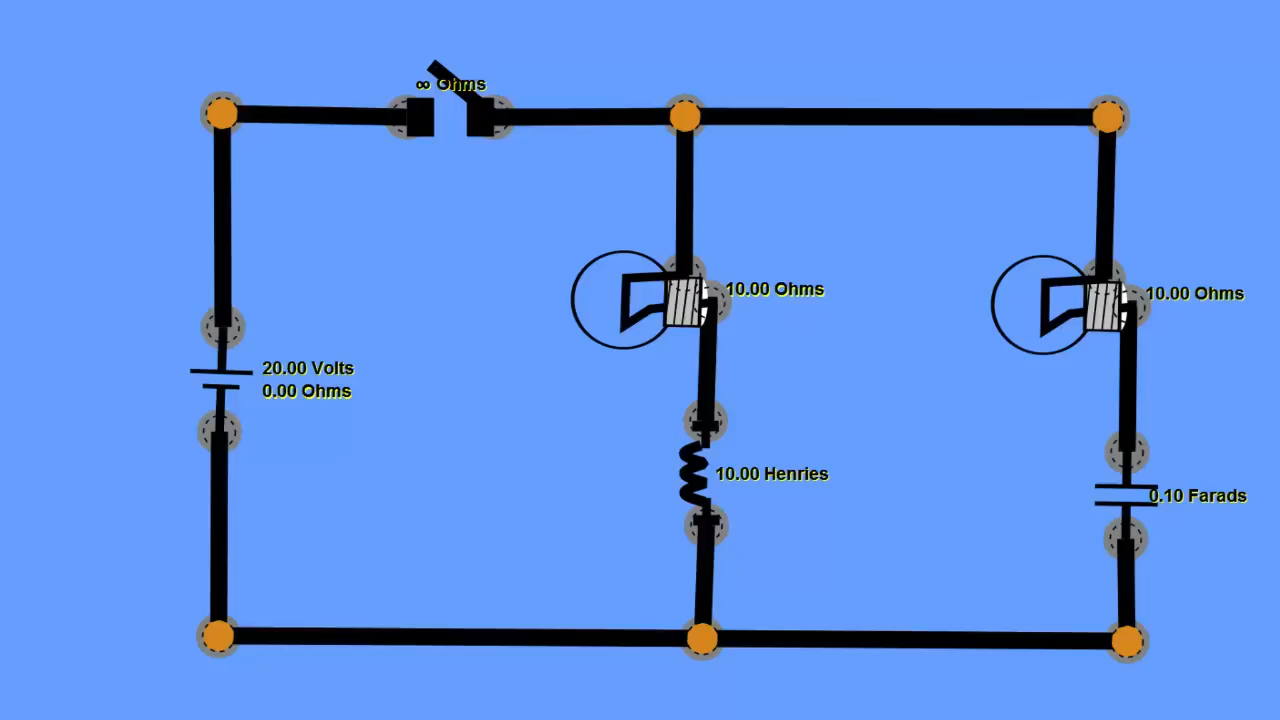 ∞ Ohms
10.00 Ohms
10.00 Ohms
20.00 Volts
0.00 Ohms
10.00 Henries
0.10 Farads